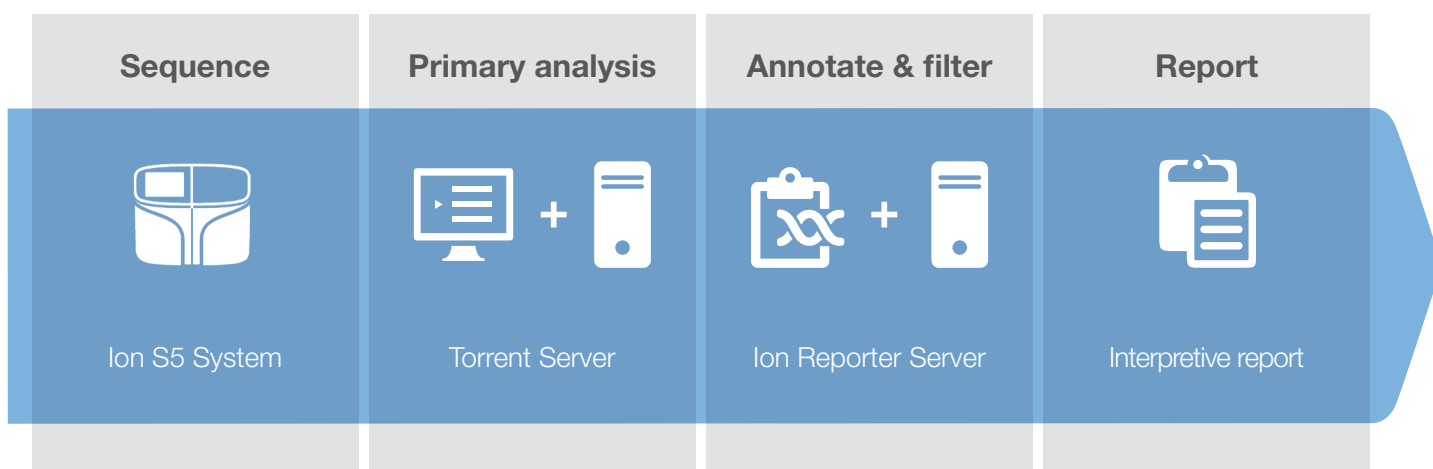 Sequence
Primary analysis
Annotate & filter
Report
Ion S5 System
Torrent Server
Ion Reporter Server
Interpretive report